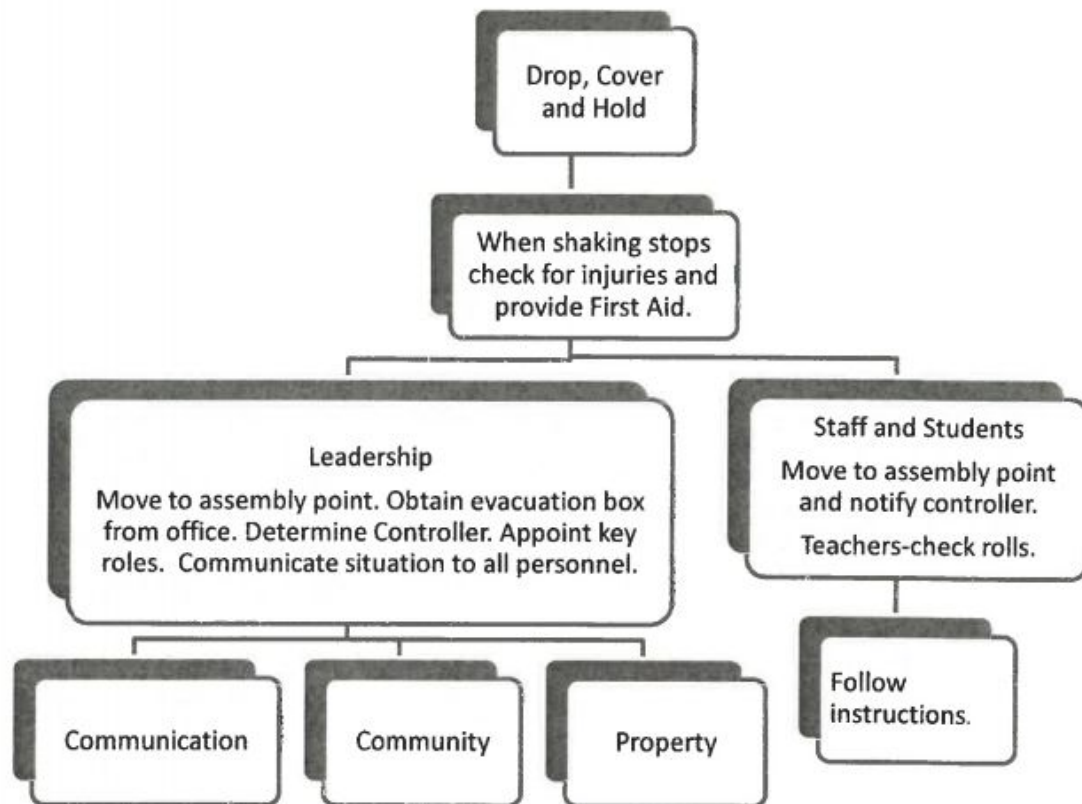 Drop, Cover
and Hold
When shaking stops
check for injuries and
provide First Aid.
Leadership
Move to assembly point. Obtain evacuation box
from office. Determine Controller. Appoint key
roles. Communicate situation to all personnel.
Staff and Students
Move to assembly point
and notify controller.
Teachers-check rolls.
Communication
Community
Property
Follow
instructions.